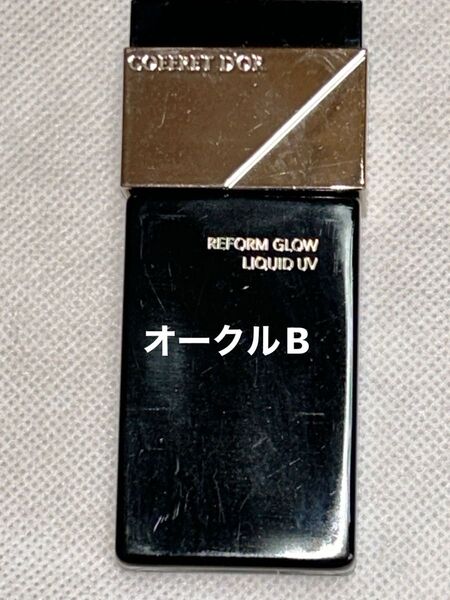 COFFRET D'OR
REFORM GLOW
LIQUID UV
オークルB